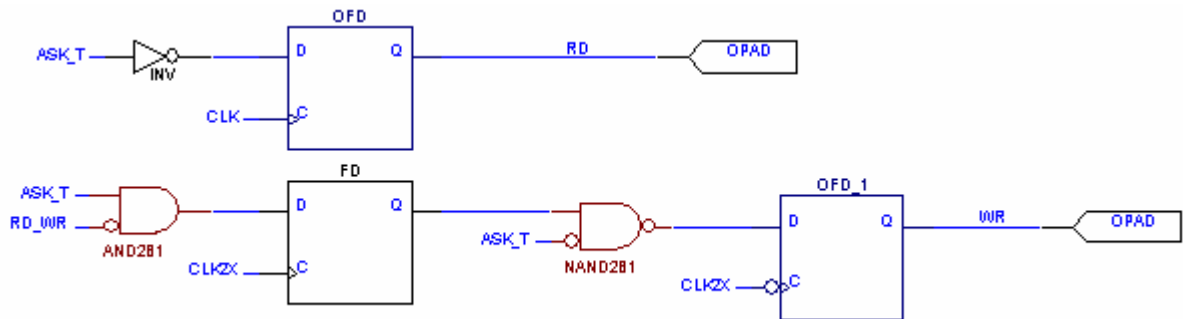 OFD
ASK_T
INV
D
Q
RD
OPAD
CLK
C
FD
ASK_T
RD_WR
AND2B1
D
Q
CLK2X
C
ASK_T
NAND2B1
OFD_1
D
Q
WR
OPAD
CLK2X
C